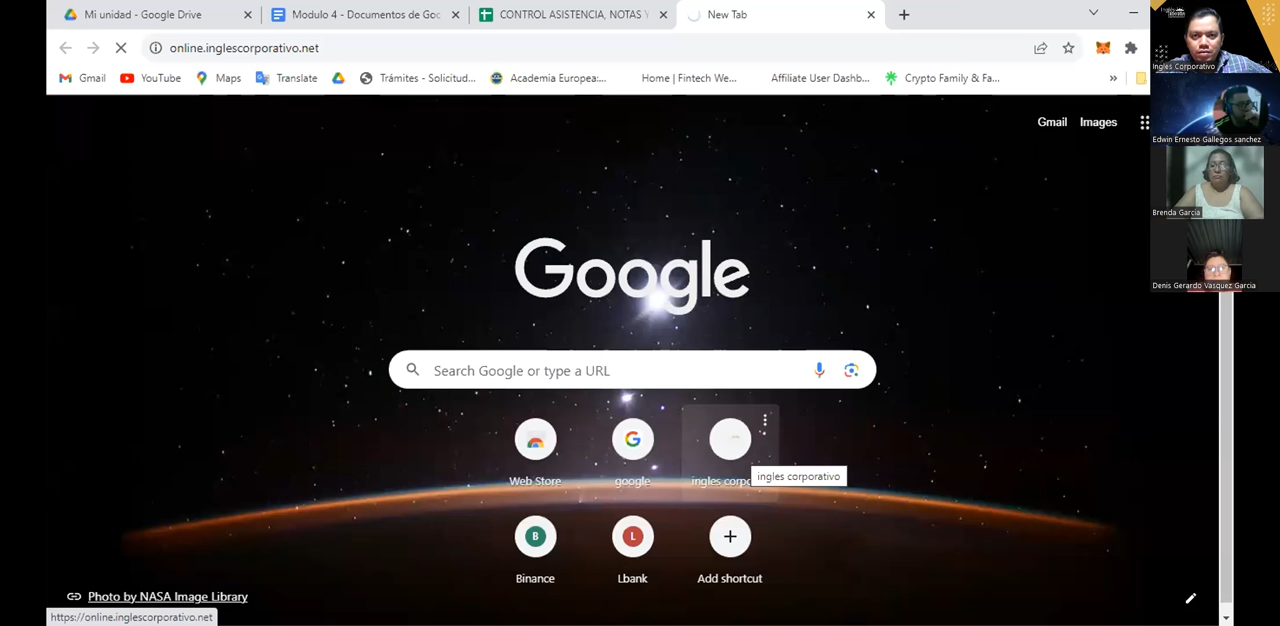 Mi unidad - Google Drive
Modulo 4 - Documentos de Goo
CONTROL ASISTENCIA, NOTAS Y
New Tab
online.inglescorporativo.net
Gmail
YouTube
Maps
Translate
Trámites - Solicitud...
Academia Europea:...
Home | Fintech We...
Affiliate User Dashb...
Crypto Family & Fa...
»
Gmail
Images
Google
Search Google or type a URL
Web Store
google
ingles corpo
ingles corporativo
B
L
Binance
Lbank
Add shortcut
Photo by NASA Image Library
https://online.inglescorporativo.net
Ingles Corporativo
Edwin Ernesto Gallegos sanchez
Brenda Garcia
Denis Gerardo Vasquez Garcia